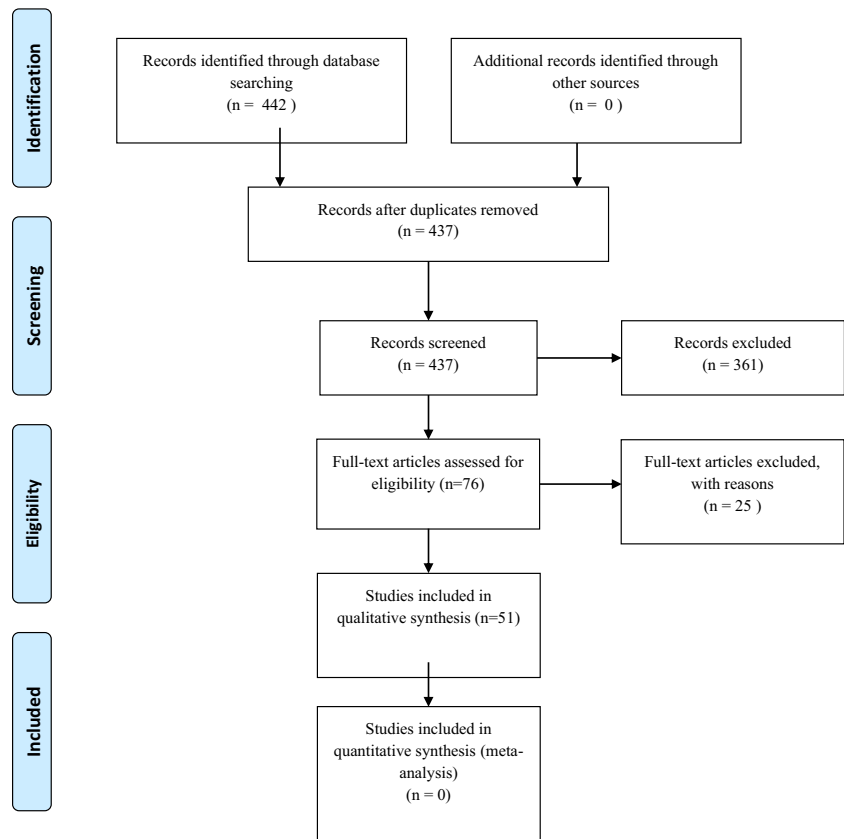 Identification
Records identified through database
searching
(n = 442 )
Additional records identified through
other sources
(n = 0 )
Records after duplicates removed
(n = 437)
Screening
Records screened
(n = 437)
Records excluded
(n = 361)
Eligibility
Full-text articles assessed for
eligibility (n=76)
Full-text articles excluded,
with reasons
(n = 25 )
Studies included in
qualitative synthesis (n=51)
Included
Studies included in
quantitative synthesis (meta-
analysis)
(n = 0)